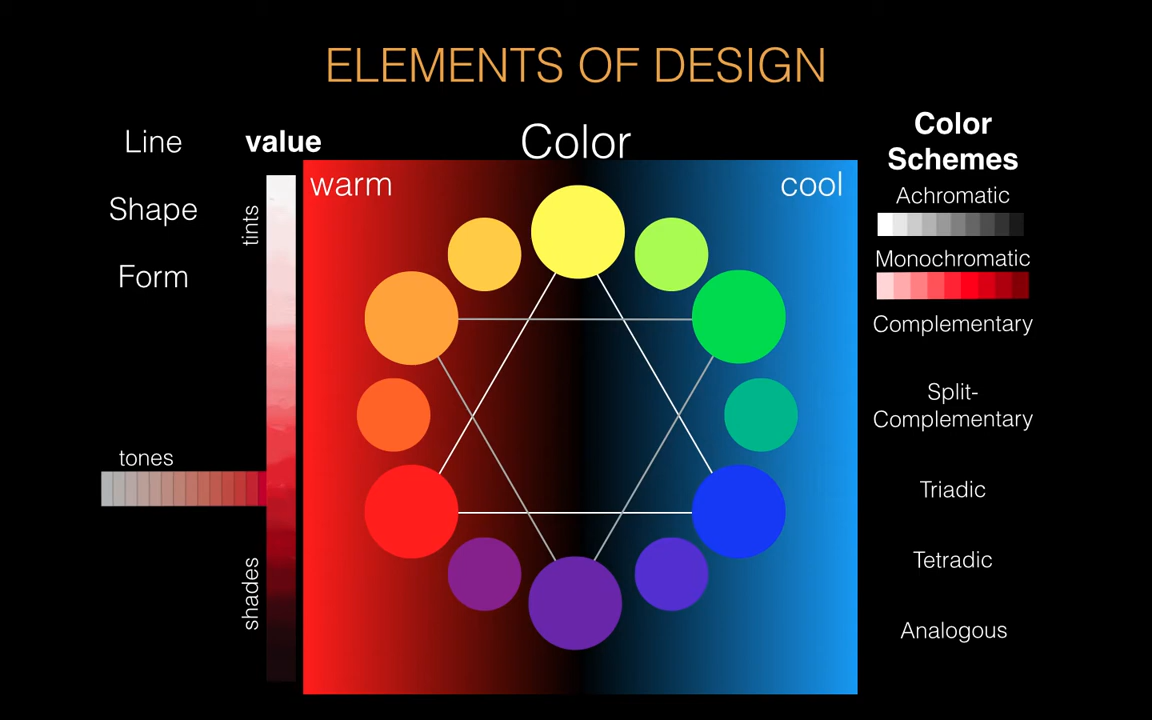 ELEMENTS OF DESIGN
Line
Shape
Form
value
tints
tones
shades
Color
warm
cool
Color
Schemes
Achromatic
Monochromatic
Complementary
Split-
Complementary
Triadic
Tetradic
Analogous